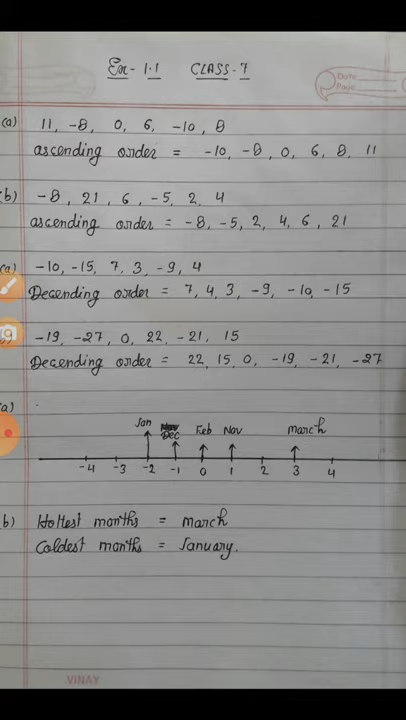 Ex- 1.1 CLASS-7
Date
Page
(a) 11, -8, 0, 6, -10, 8
ascending order = -10, -8, 0, 6, 8, 11
b) -8, 21, 6, -5, 2, 4
ascending order = -8, -5, 2, 4, 6, 21
(a) -10, -15, 7, 3, -9, 4
Decending order = 7, 4, 3, -9, -10, -15
-19, -27, 0, 22, -21, 15
Decending order = 22, 15, 0, -19, -21, -27
a)
Jan Dec Feb Nov march
-4 -3 -2 -1 0 1 2 3 4
b) Hottest months = march
Coldest months = January.
VINAY